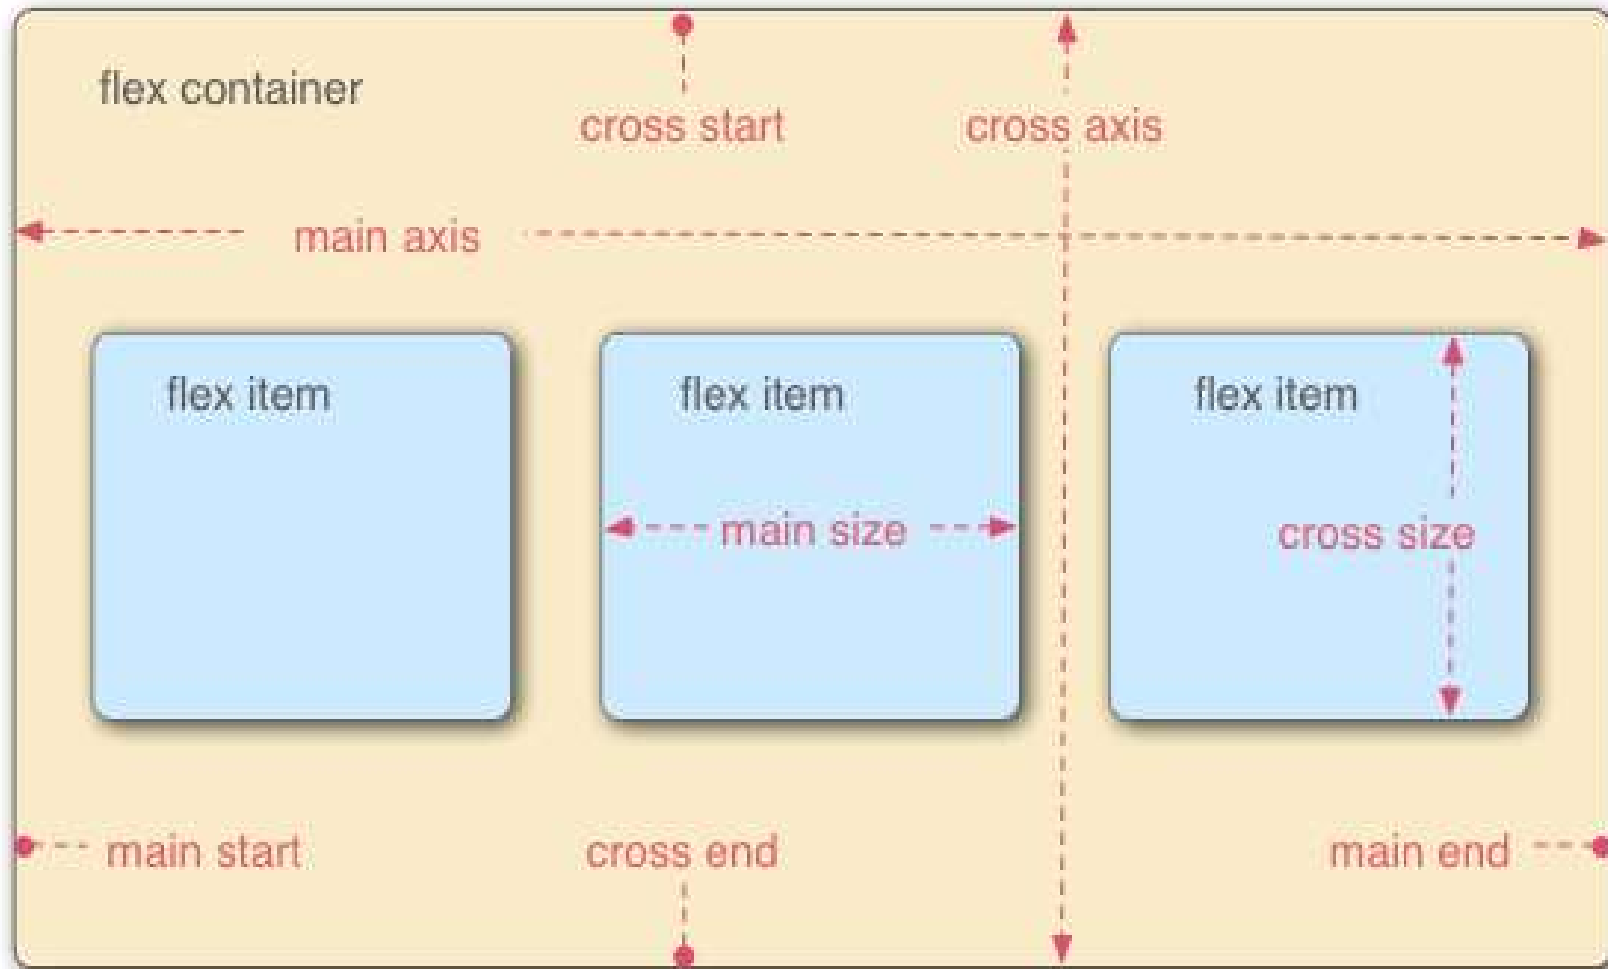 flex container
cross start
cross axis
main axis
flex item
flex item
flex item
main size
cross size
main start
cross end
main end